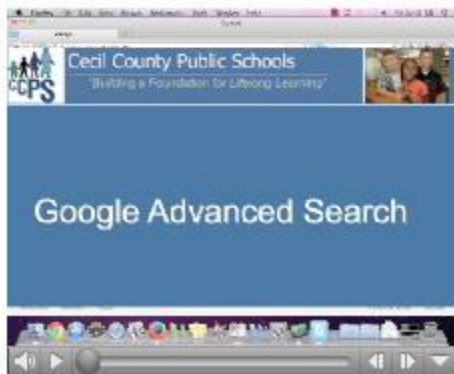 Cecil County Public Schools
"Building a Foundation for Lifelong Learning"
CCPS
Google Advanced Search